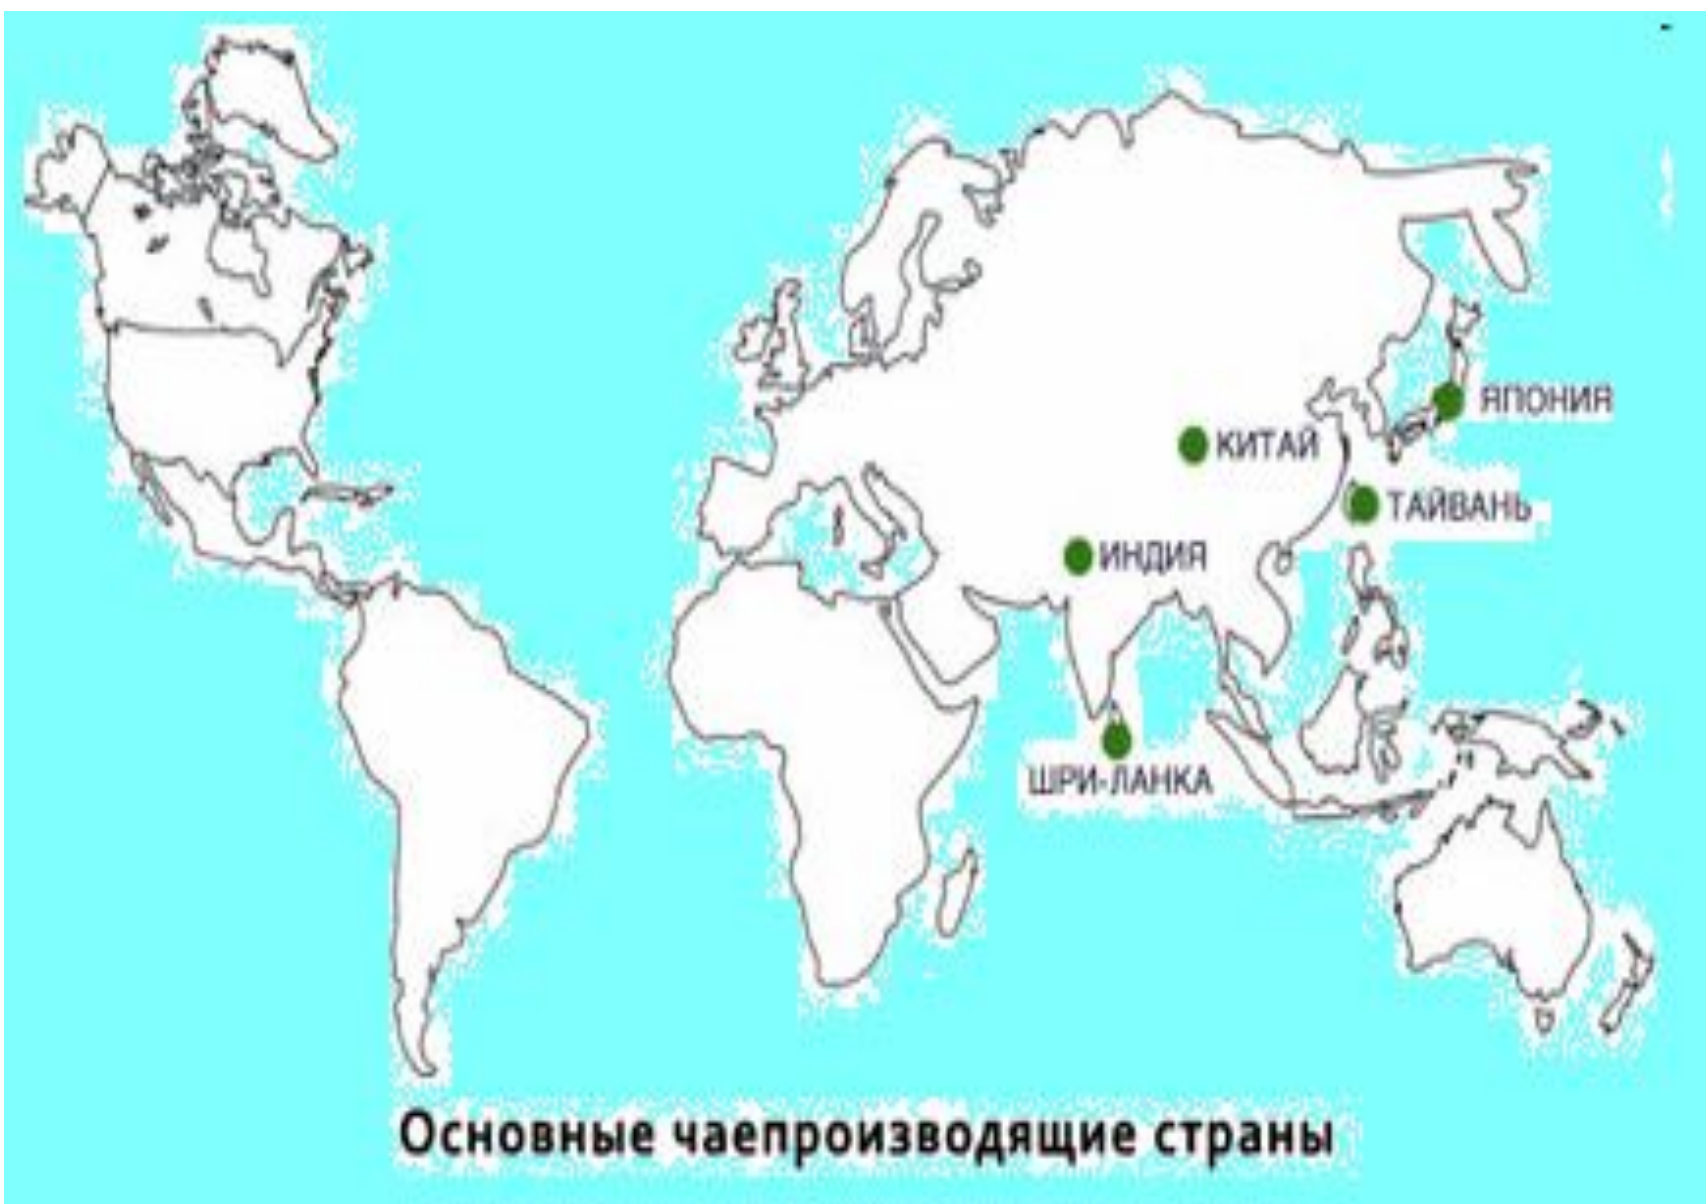 ЯПОНИЯ
КИТАЙ
ТАЙВАНЬ
ИНДИЯ
ШРИ-ЛАНКА
Основные чаепроизводящие страны